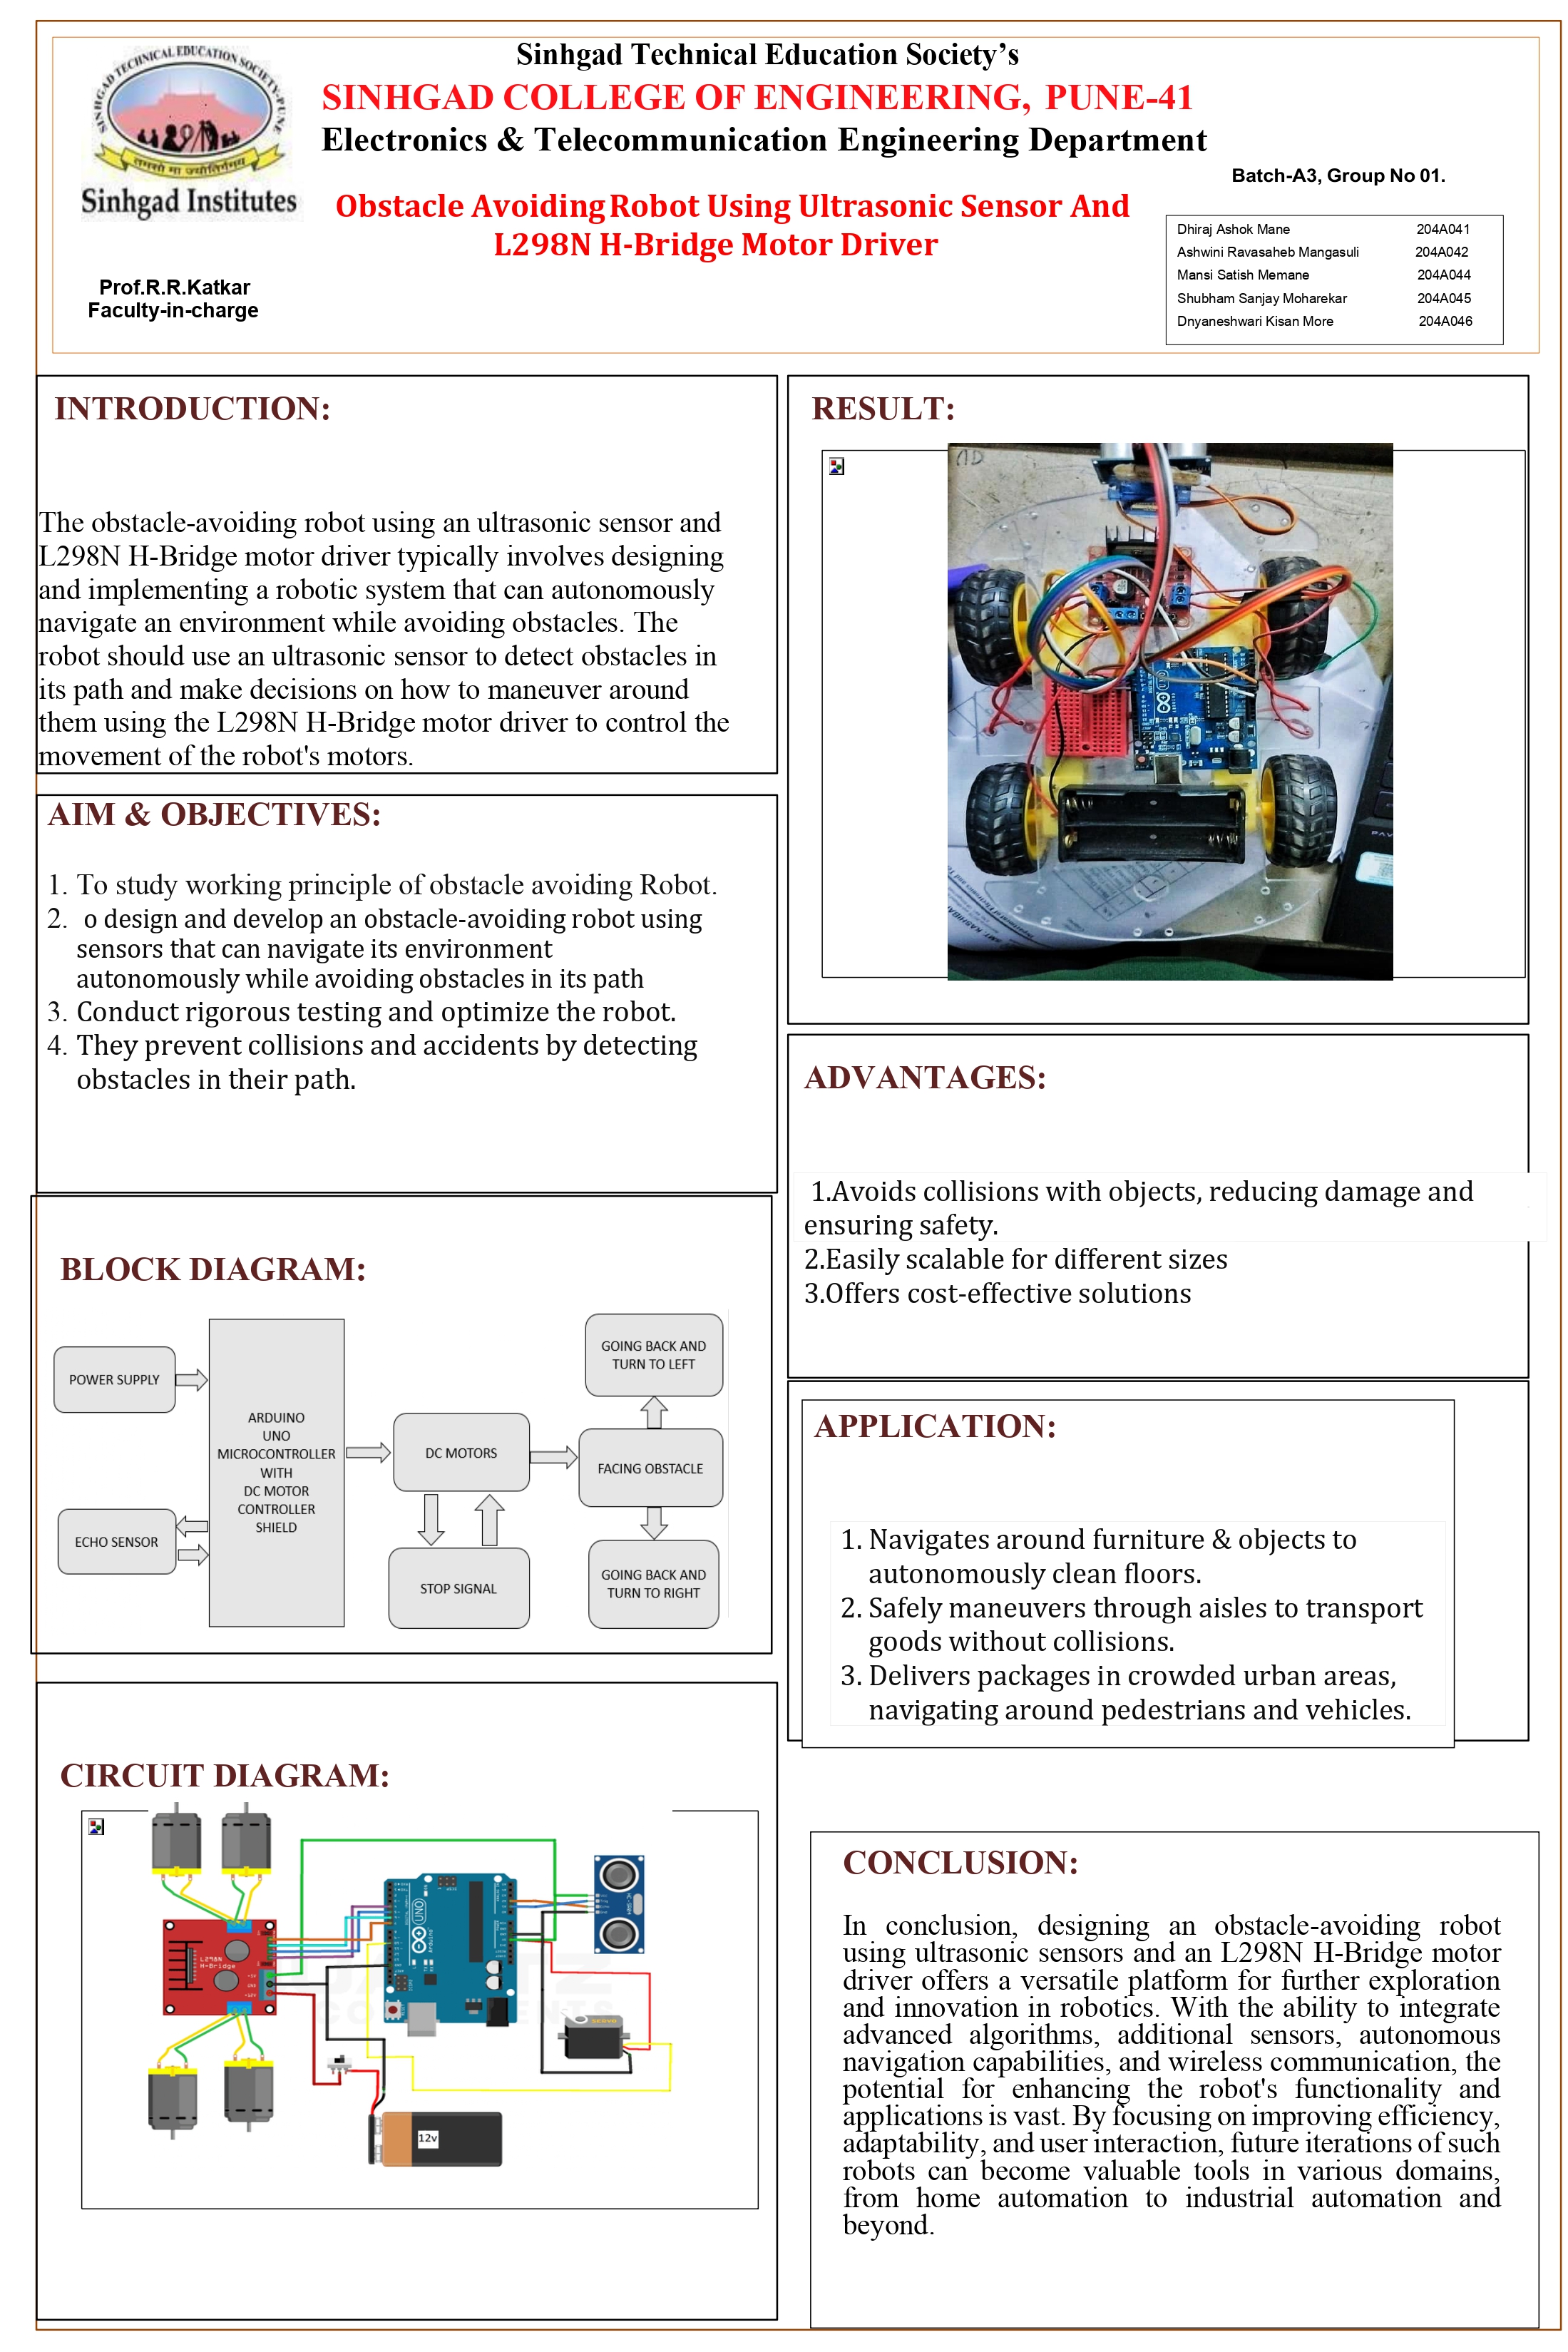 SINHGAD TECHNICAL EDUCATION SOCIETY-PUNE
तमसो मा ज्योतिर्गमय
Sinhgad Institutes
Sinhgad Technical Education Society’s
SINHGAD COLLEGE OF ENGINEERING, PUNE-41
Electronics & Telecommunication Engineering Department
Batch-A3, Group No 01.
Obstacle Avoiding Robot Using Ultrasonic Sensor And
L298N H-Bridge Motor Driver
Prof.R.R.Katkar
Faculty-in-charge
Dhiraj Ashok Mane 204A041
Ashwini Ravasaheb Mangasuli 204A042
Mansi Satish Memane 204A044
Shubham Sanjay Moharekar 204A045
Dnyaneshwari Kisan More 204A046
INTRODUCTION:
The obstacle-avoiding robot using an ultrasonic sensor and
L298N H-Bridge motor driver typically involves designing
and implementing a robotic system that can autonomously
navigate an environment while avoiding obstacles. The
robot should use an ultrasonic sensor to detect obstacles in
its path and make decisions on how to maneuver around
them using the L298N H-Bridge motor driver to control the
movement of the robot's motors.
AIM & OBJECTIVES:
1. To study working principle of obstacle avoiding Robot.
2. o design and develop an obstacle-avoiding robot using
sensors that can navigate its environment
autonomously while avoiding obstacles in its path
3. Conduct rigorous testing and optimize the robot.
4. They prevent collisions and accidents by detecting
obstacles in their path.
BLOCK DIAGRAM:
POWER SUPPLY
ECHO SENSOR
ARDUINO
UNO
MICROCONTROLLER
WITH
DC MOTOR
CONTROLLER
SHIELD
DC MOTORS
STOP SIGNAL
GOING BACK AND
TURN TO LEFT
FACING OBSTACLE
GOING BACK AND
TURN TO RIGHT
CIRCUIT DIAGRAM:
L298N
H-Bridge
+5V
GND
+12V
UNO
Arduino
HC-SR04
SERVO
12v
RESULT:
UNO
ADVANTAGES:
1.Avoids collisions with objects, reducing damage and
ensuring safety.
2.Easily scalable for different sizes
3.Offers cost-effective solutions
APPLICATION:
1. Navigates around furniture & objects to
autonomously clean floors.
2. Safely maneuvers through aisles to transport
goods without collisions.
3. Delivers packages in crowded urban areas,
navigating around pedestrians and vehicles.
CONCLUSION:
In conclusion, designing an obstacle-avoiding robot
using ultrasonic sensors and an L298N H-Bridge motor
driver offers a versatile platform for further exploration
and innovation in robotics. With the ability to integrate
advanced algorithms, additional sensors, autonomous
navigation capabilities, and wireless communication, the
potential for enhancing the robot's functionality and
applications is vast. By focusing on improving efficiency,
adaptability, and user interaction, future iterations of such
robots can become valuable tools in various domains,
from home automation to industrial automation and
beyond.